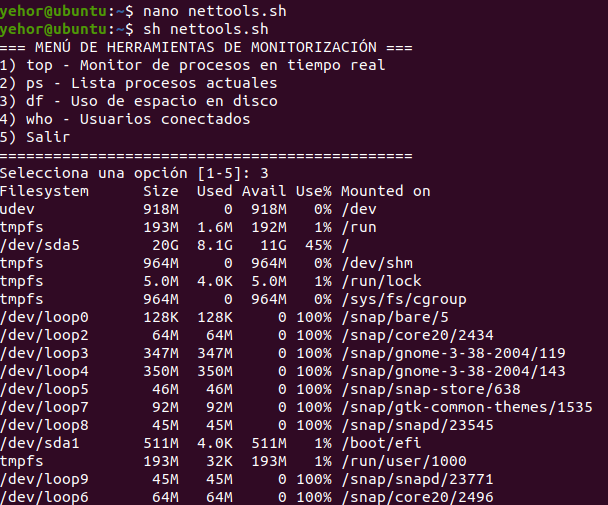 yehor@ubuntu:~$ nano nettools.sh
yehor@ubuntu:~$ sh nettools.sh
=== MENÚ DE HERRAMIENTAS DE MONITORIZACIÓN ===
1) top - Monitor de procesos en tiempo real
2) ps - Lista procesos actuales
3) df - Uso de espacio en disco
4) who - Usuarios conectados
5) Salir
==============================================
Selecciona una opción [1-5]: 3
Filesystem      Size  Used Avail Use% Mounted on
udev            918M     0  918M   0% /dev
tmpfs           193M  1.6M  192M   1% /run
/dev/sda5        20G  8.1G   11G  45% /
tmpfs           964M     0  964M   0% /dev/shm
tmpfs           5.0M  4.0K  5.0M   1% /run/lock
tmpfs           964M     0  964M   0% /sys/fs/cgroup
/dev/loop0      128K  128K     0 100% /snap/bare/5
/dev/loop2       64M   64M     0 100% /snap/core20/2434
/dev/loop3      347M  347M     0 100% /snap/gnome-3-38-2004/119
/dev/loop4      350M  350M     0 100% /snap/gnome-3-38-2004/143
/dev/loop5       46M   46M     0 100% /snap/snap-store/638
/dev/loop7       92M   92M     0 100% /snap/gtk-common-themes/1535
/dev/loop8       45M   45M     0 100% /snap/snapd/23545
/dev/sda1       511M  4.0K  511M   1% /boot/efi
tmpfs           193M   32K  193M   1% /run/user/1000
/dev/loop9       45M   45M     0 100% /snap/snapd/23771
/dev/loop6       64M   64M     0 100% /snap/core20/2496